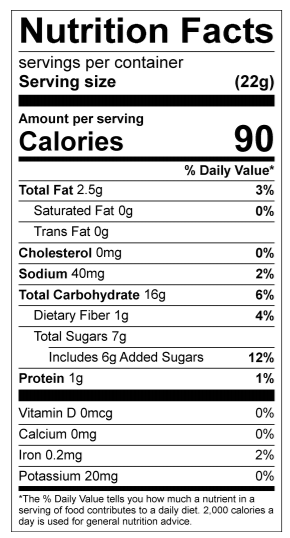 Nutrition Facts
servings per container
Serving size (22g)
Amount per serving
Calories 90
% Daily Value*
Total Fat 2.5g 3%
Saturated Fat 0g 0%
Trans Fat 0g
Cholesterol 0mg 0%
Sodium 40mg 2%
Total Carbohydrate 16g 6%
Dietary Fiber 1g 4%
Total Sugars 7g
Includes 6g Added Sugars 12%
Protein 1g 1%
Vitamin D 0mcg 0%
Calcium 0mg 0%
Iron 0.2mg 2%
Potassium 20mg 0%
*The % Daily Value tells you how much a nutrient in a
serving of food contributes to a daily diet. 2,000 calories a
day is used for general nutrition advice.